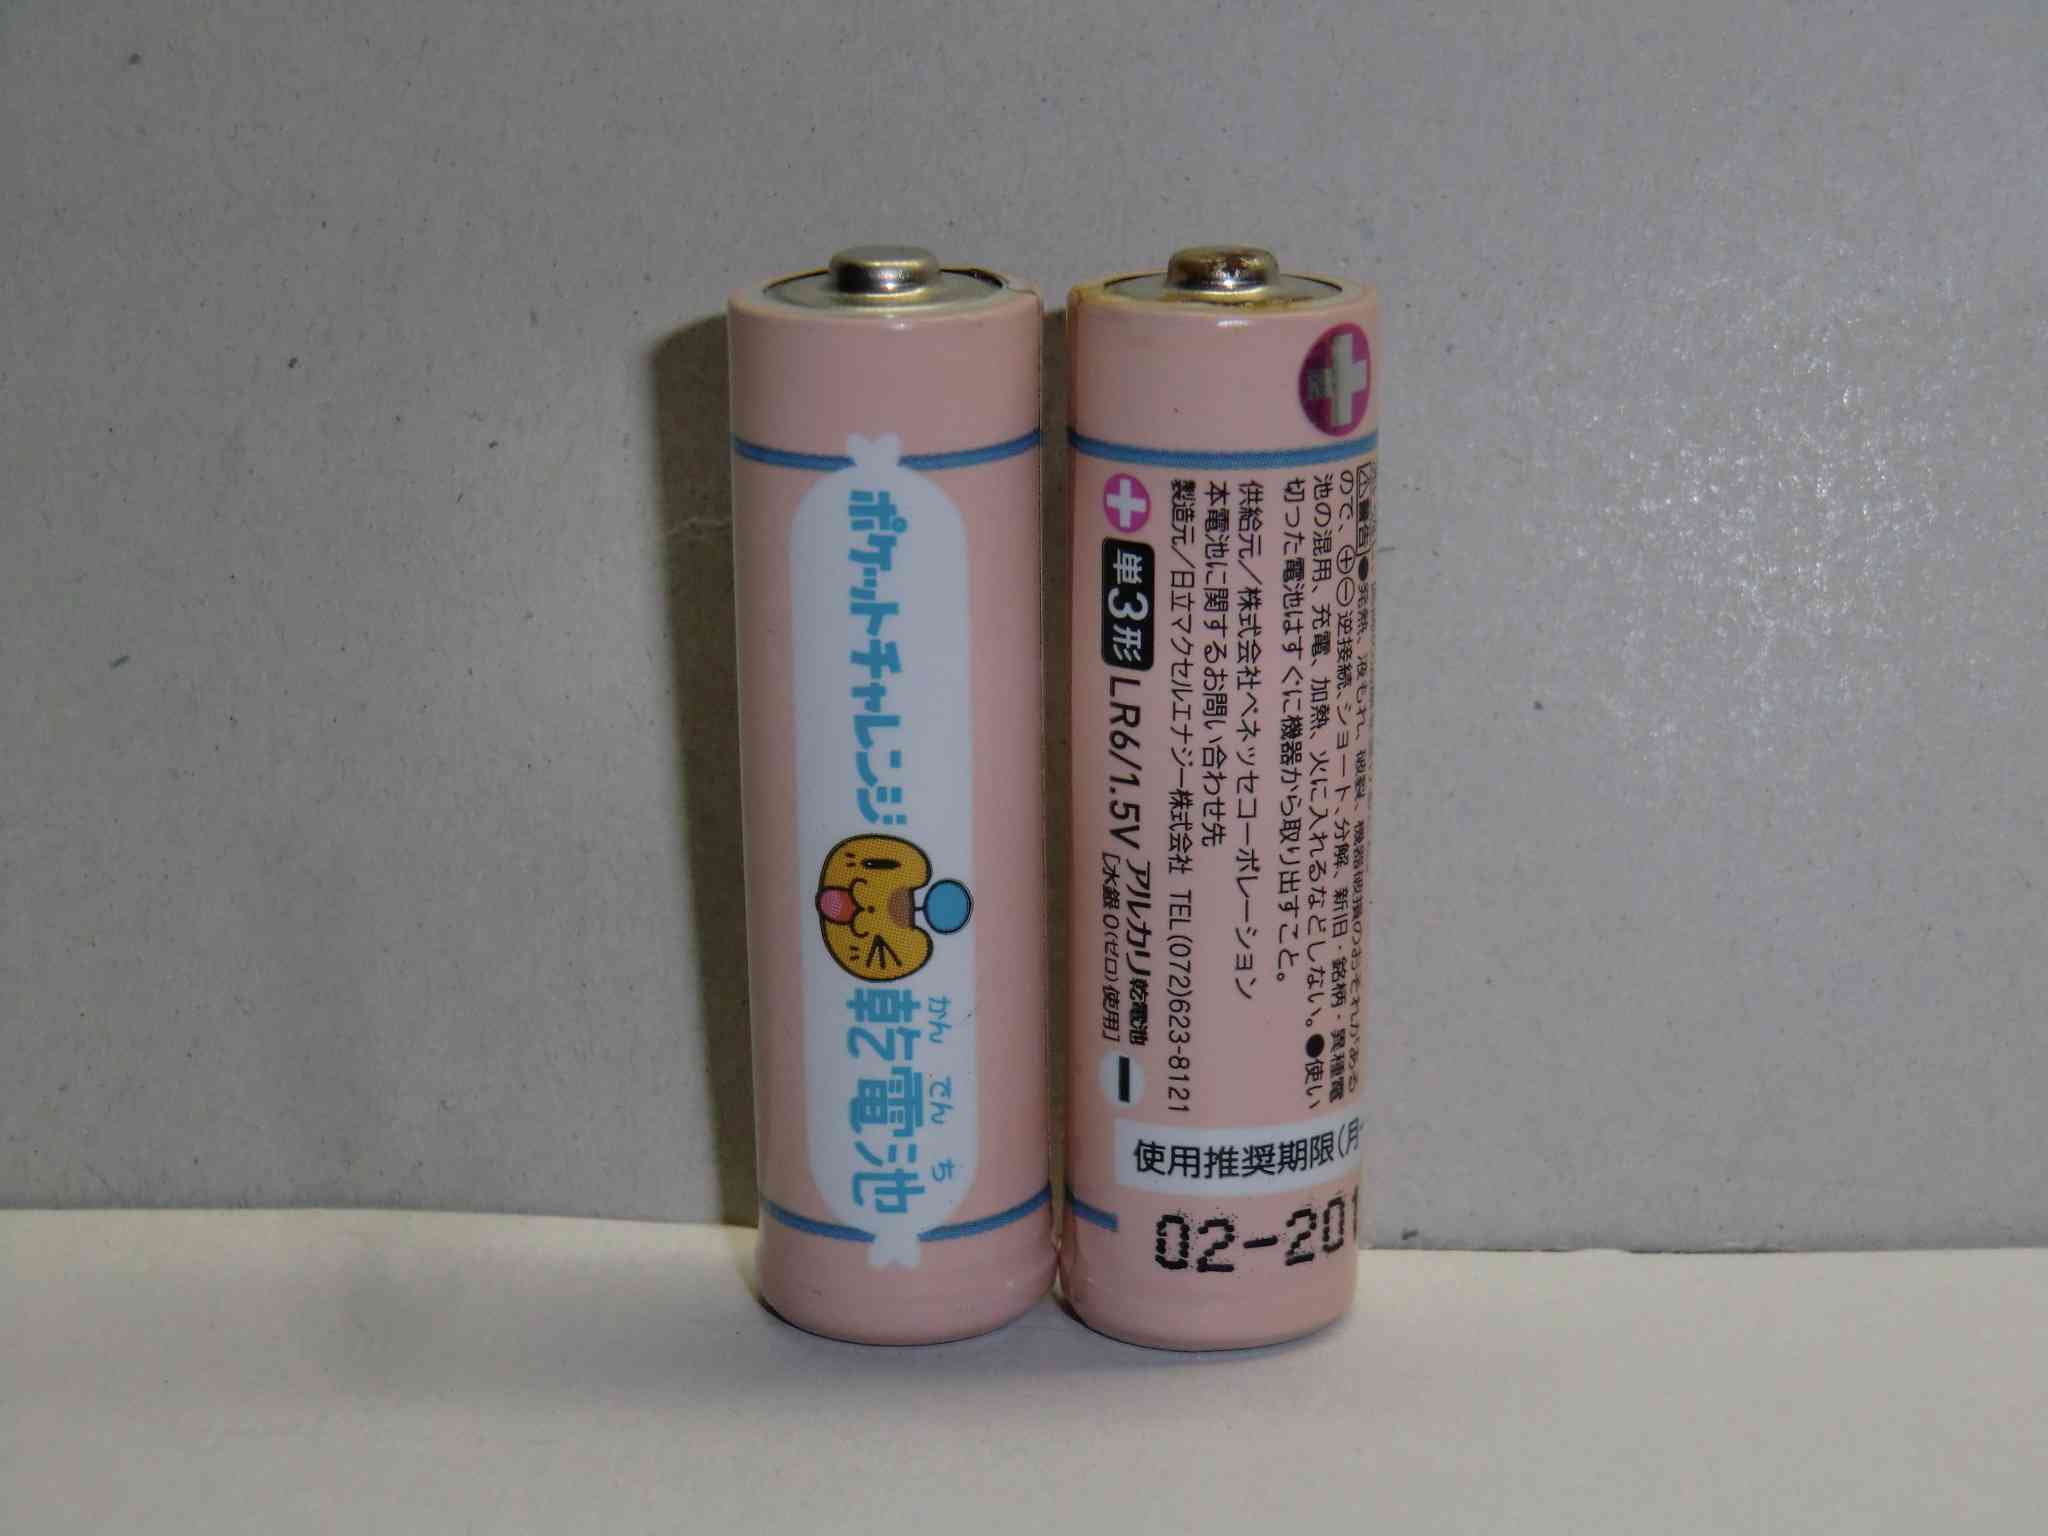 ポケットチャレンジ
かんでんち
乾電池
警告 ●発熱、液もれ、破裂、機器破損のおそれがある
ので、⊕⊖逆接続、ショート、分解、新旧・銘柄・異種電
池の混用、充電、加熱、火に入れるなどしない。●使い
切った電池はすぐに機器から取り出すこと。
供給元／株式会社ベネッセコーポレーション
本電池に関するお問い合わせ先
製造元／日立マクセルエナジー株式会社 TEL(072)623-8121
+ 単3形 LR6/1.5V アルカリ乾電池 −
[水銀0(ゼロ)使用]
使用推奨期限(月
02-20